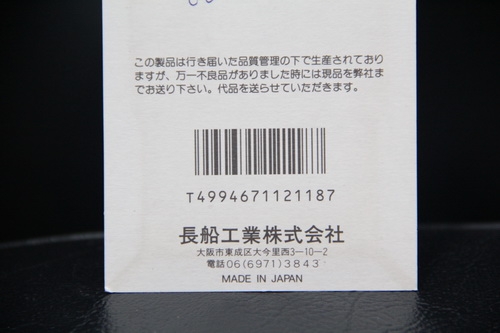 この製品は行き届いた品質管理の下で生産されており
ますが、万一不良品がありました時には現品を弊社ま
でお送り下さい。代品を送らせていただきます。
T4994671121187
長船工業株式会社
大阪市東成区大今里西3-10-2
電話06(6971)3843
MADE IN JAPAN